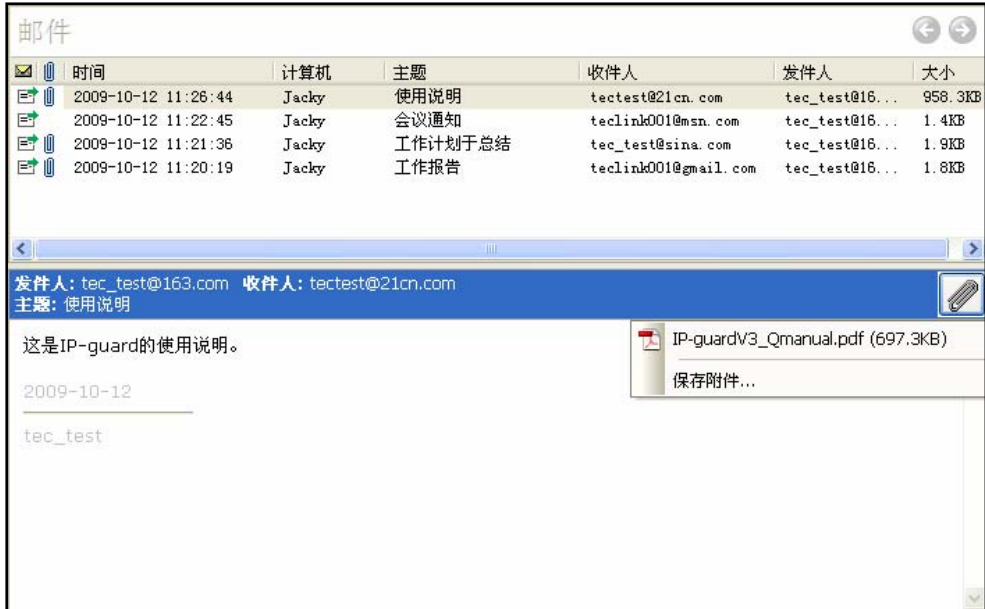 邮件
时间 计算机 主题 收件人 发件人 大小
2009-10-12 11:26:44 Jacky 使用说明 tectest@21cn.com tec_test@16... 958.3KB
2009-10-12 11:22:45 Jacky 会议通知 teclink001@msn.com tec_test@16... 1.4KB
2009-10-12 11:21:36 Jacky 工作计划于总结 tec_test@sina.com tec_test@16... 1.9KB
2009-10-12 11:20:19 Jacky 工作报告 teclink001@gmail.com tec_test@16... 1.8KB
发件人: tec_test@163.com 收件人: tectest@21cn.com
主题: 使用说明
这是IP-guard的使用说明。
IP-guardV3_Qmanual.pdf (697.3KB)
保存附件...
2009-10-12
tec_test